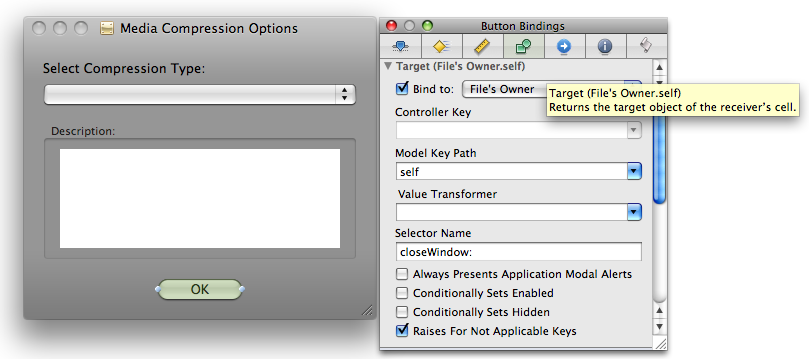 Media Compression Options
Select Compression Type:
Description:
OK
Button Bindings
Target (File's Owner.self)
Bind to:
File's Owner
Target (File's Owner.self)
Returns the target object of the receiver's cell.
Controller Key
Model Key Path
self
Value Transformer
Selector Name
closeWindow:
Always Presents Application Modal Alerts
Conditionally Sets Enabled
Conditionally Sets Hidden
Raises For Not Applicable Keys